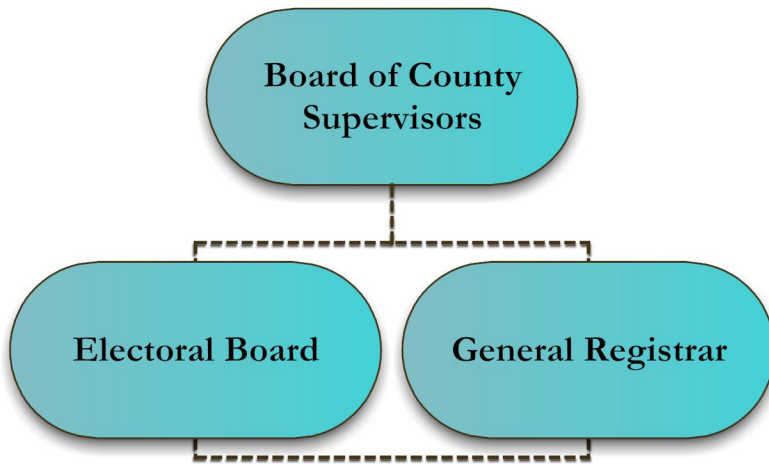 Board of County
Supervisors
Electoral Board
General Registrar